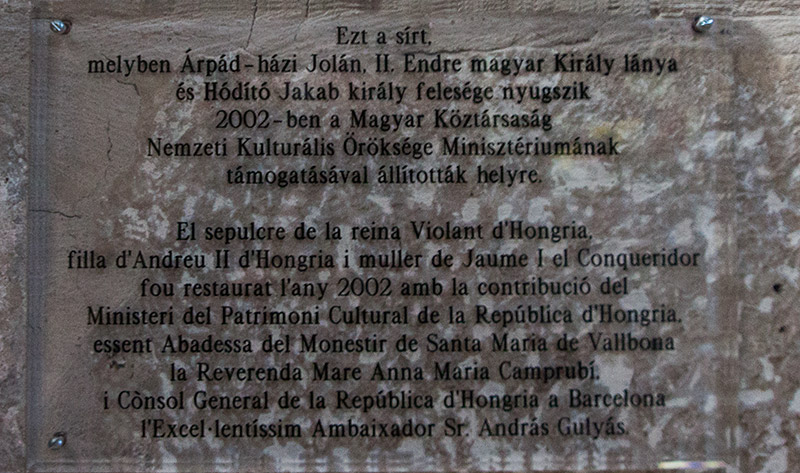 Ezt a sírt,
melyben Árpád-házi Jolán, II. Endre magyar Király lánya
és Hódító Jakab király felesége nyugszik
2002-ben a Magyar Köztársaság
Nemzeti Kulturális Öröksége Minisztériumának
támogatásával állították helyre.
El sepulcre de la reina Violant d'Hongria,
filla d'Andreu II d'Hongria i muller de Jaume I el Conqueridor
fou restaurat l'any 2002 amb la contribució del
Ministeri del Patrimoni Cultural de la República d'Hongria,
essent Abadessa del Monestir de Santa Maria de Vallbona
la Reverenda Mare Anna Maria Camprubí,
i Cònsol General de la República d'Hongria a Barcelona
l'Excel·lentíssim Ambaixador Sr. András Gulyás.